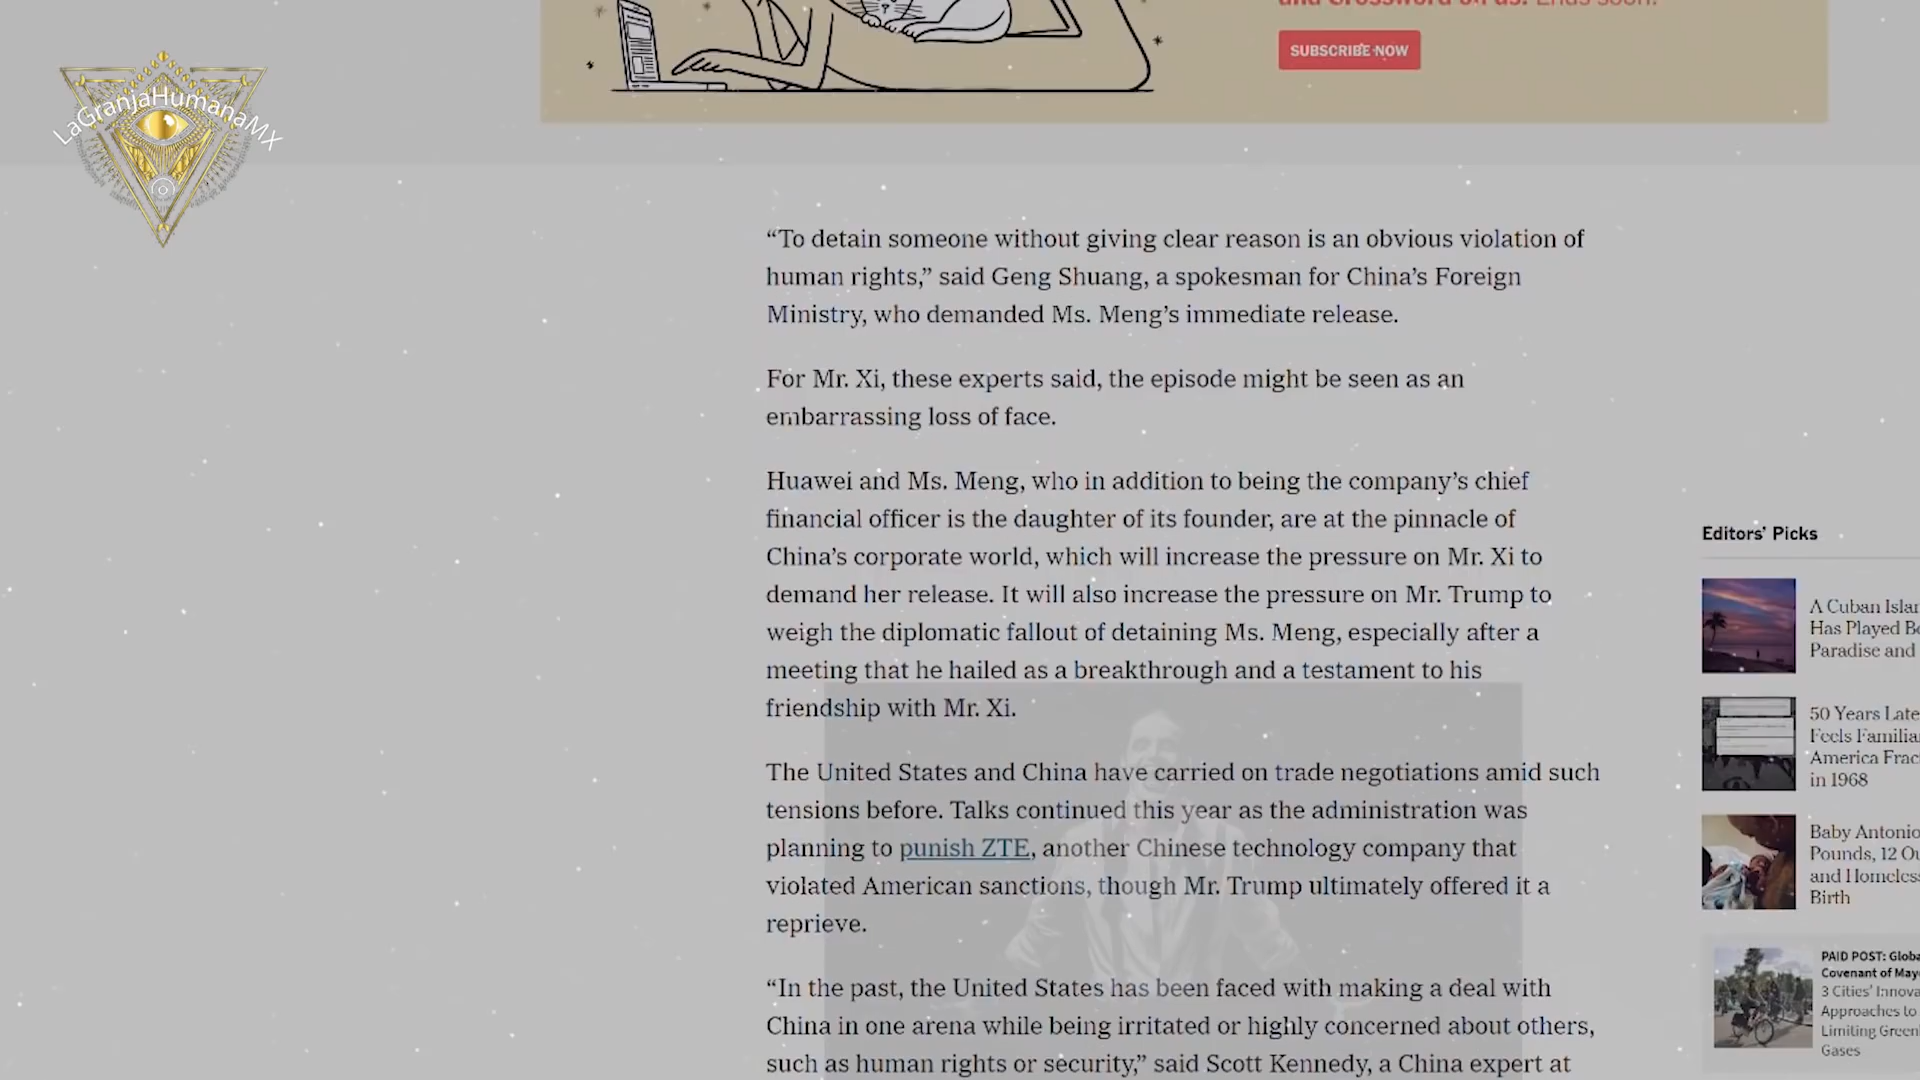 and Crossword on us. Ends soon.
SUBSCRIBE NOW
LaGranjaHumanaMX
“To detain someone without giving clear reason is an obvious violation of
human rights,” said Geng Shuang, a spokesman for China’s Foreign
Ministry, who demanded Ms. Meng’s immediate release.
For Mr. Xi, these experts said, the episode might be seen as an
embarrassing loss of face.
Huawei and Ms. Meng, who in addition to being the company’s chief
financial officer is the daughter of its founder, are at the pinnacle of
China’s corporate world, which will increase the pressure on Mr. Xi to
demand her release. It will also increase the pressure on Mr. Trump to
weigh the diplomatic fallout of detaining Ms. Meng, especially after a
meeting that he hailed as a breakthrough and a testament to his
friendship with Mr. Xi.
The United States and China have carried on trade negotiations amid such
tensions before. Talks continued this year as the administration was
planning to punish ZTE, another Chinese technology company that
violated American sanctions, though Mr. Trump ultimately offered it a
reprieve.
“In the past, the United States has been faced with making a deal with
China in one arena while being irritated or highly concerned about others,
such as human rights or security,” said Scott Kennedy, a China expert at
Editors’ Picks
A Cuban
Has Played
Paradise and
50 Years
Feels
America
in 1968
Baby Antonio
Pounds, 12
and
Birth
PAID POST:
Covenant of
3 Cities’
Approaches to
Limiting
Gases